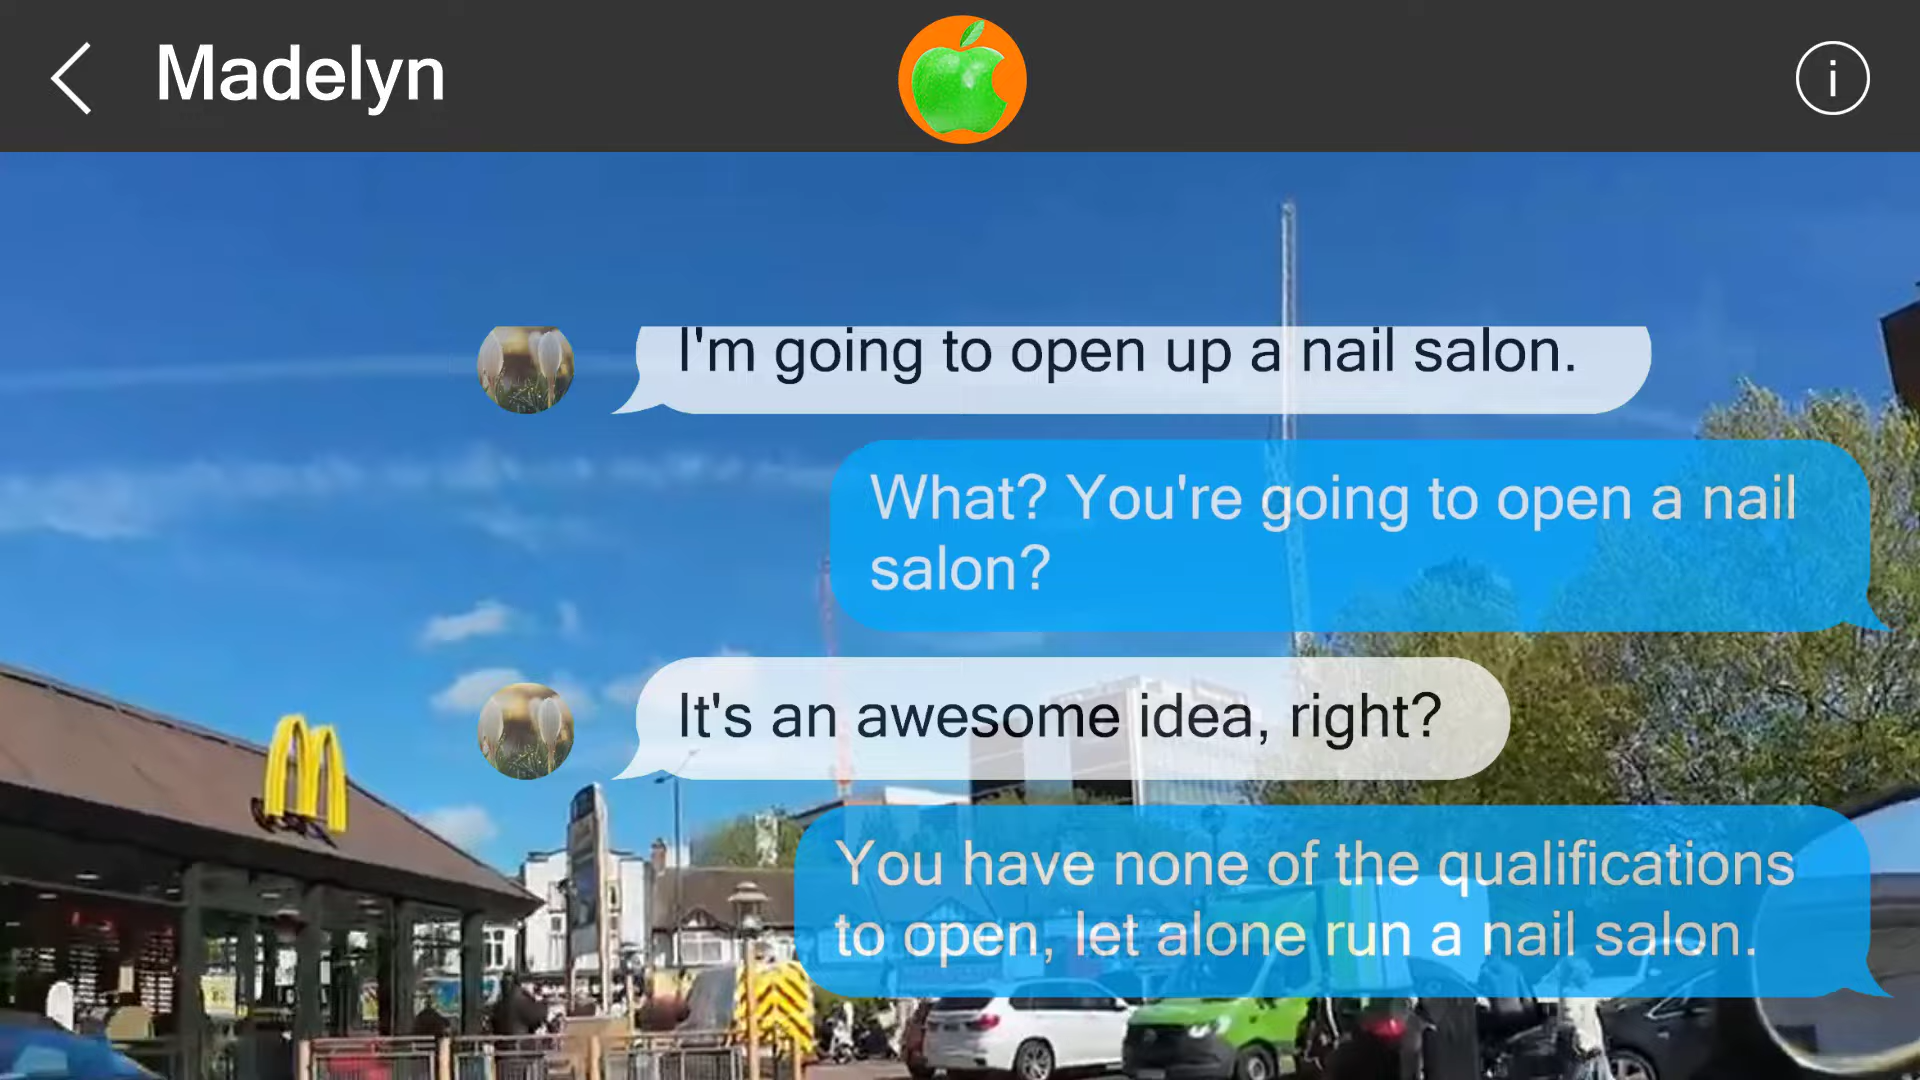 Madelyn
i
I'm going to open up a nail salon.
What? You're going to open a nail
salon?
It's an awesome idea, right?
You have none of the qualifications
to open, let alone run a nail salon.